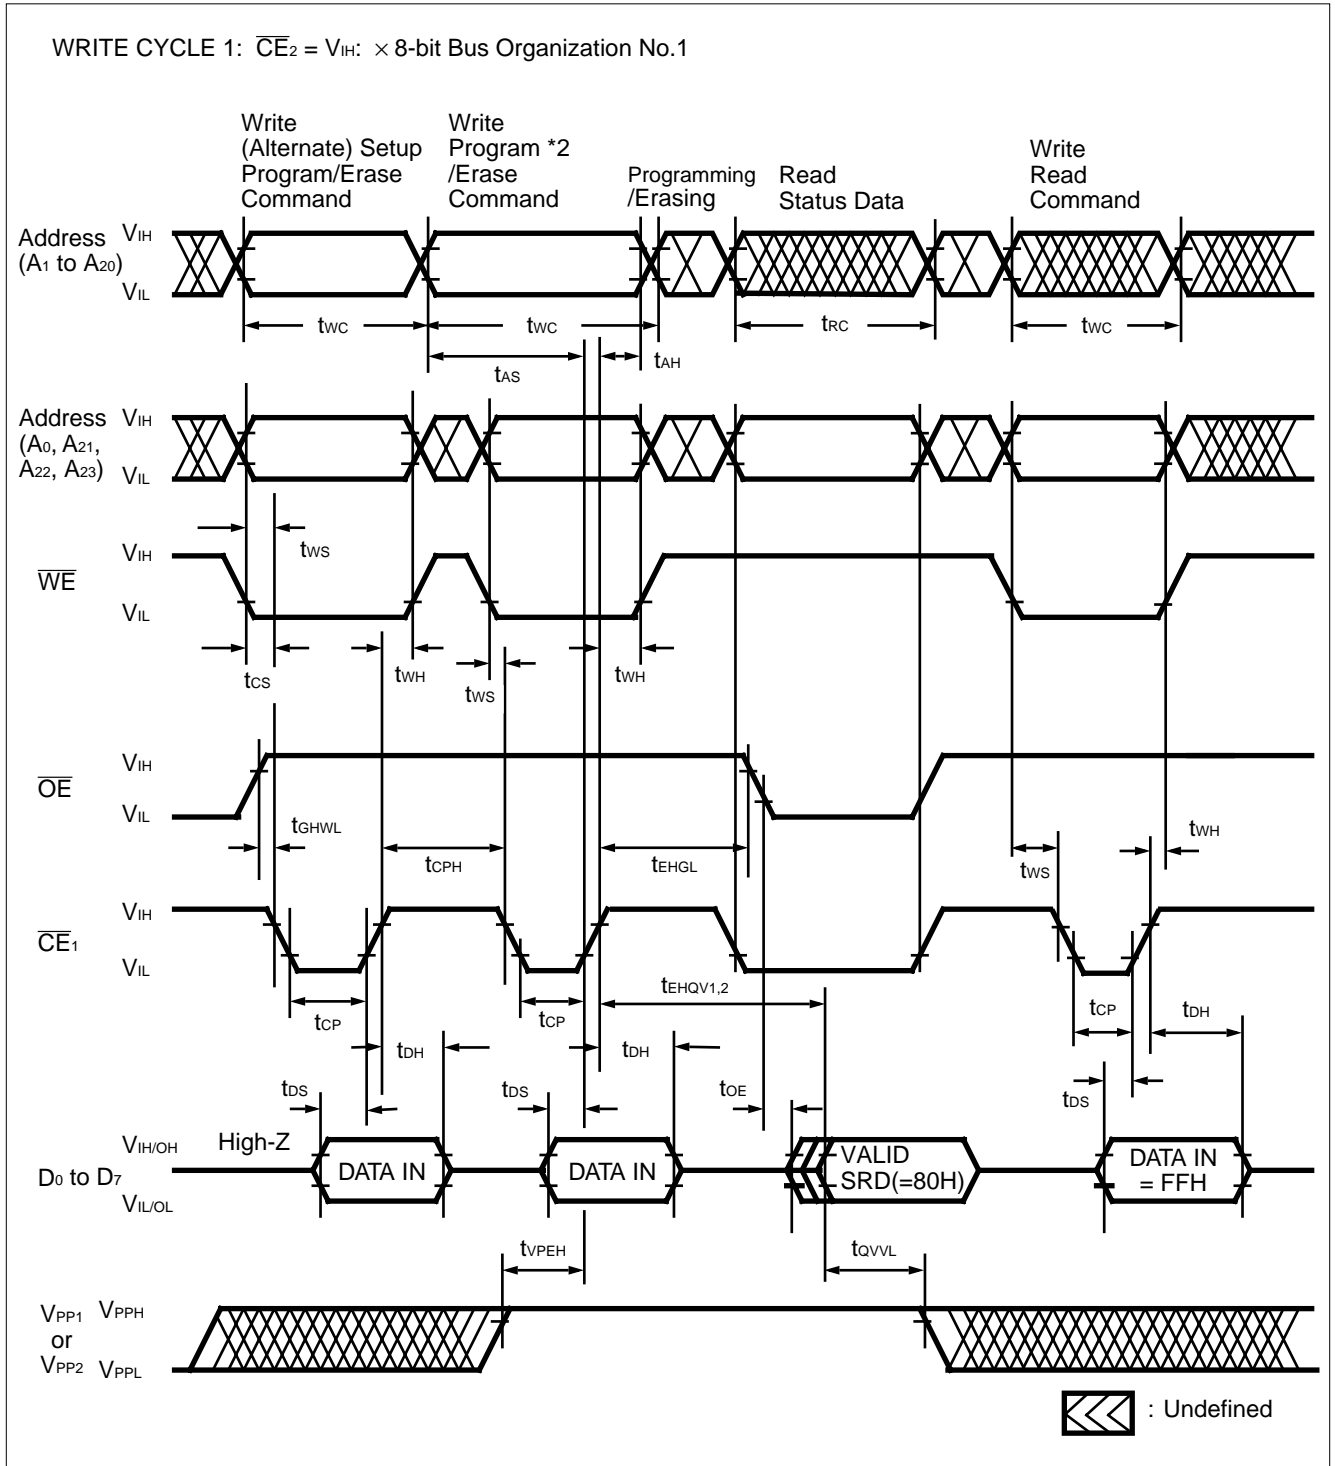 WRITE CYCLE 1: CE2 = VIH: × 8-bit Bus Organization No.1
Write
(Alternate) Setup
Program/Erase
Command
Write
Program *2
/Erase
Command
Programming
/Erasing
Read
Status Data
Write
Read
Command
Address
(A1 to A20)
VIH
VIL
tWC
tWC
tRC
tWC
tAS
tAH
Address
(A0, A21,
A22, A23)
VIH
VIL
tWS
WE
VIH
VIL
tCS
tWH
tWS
tWH
OE
VIH
VIL
tGHWL
tCPH
tEHGL
tWS
tWH
CE1
VIH
VIL
tEHQV1,2
tCP
tCP
tCP
tDH
tDH
tDH
tDS
tDS
tOE
tDS
D0 to D7
VIH/OH
VIL/OL
High-Z
DATA IN
DATA IN
VALID
SRD(=80H)
DATA IN
= FFH
tVPEH
tQVVL
VPP1
or
VPP2
VPPH
VPPL
: Undefined